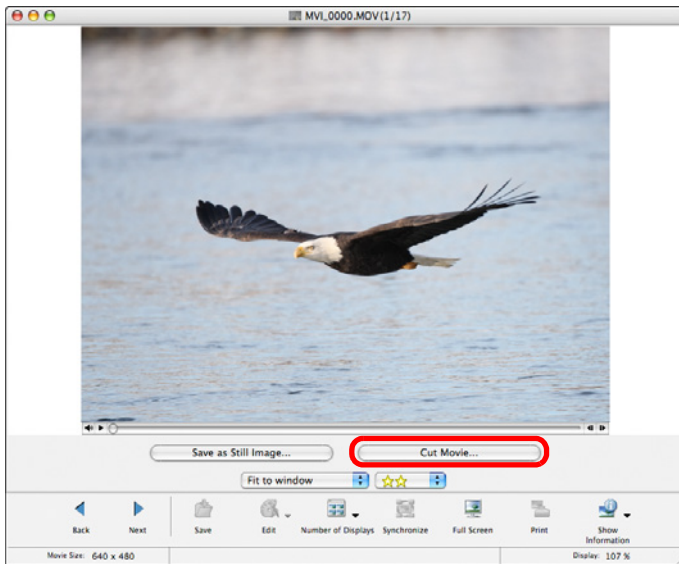 MVI_0000.MOV(1/17)
Save as Still Image... Cut Movie...
Fit to window
Back Next Save Edit Number of Displays Synchronize Full Screen Print Show Information
Movie Size: 640 x 480 Display: 107 %